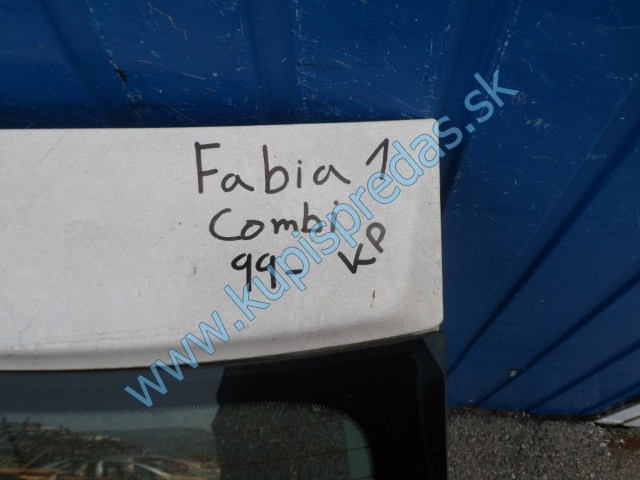 Fabia 1
Combi
99- KP
www.kupispredas.sk